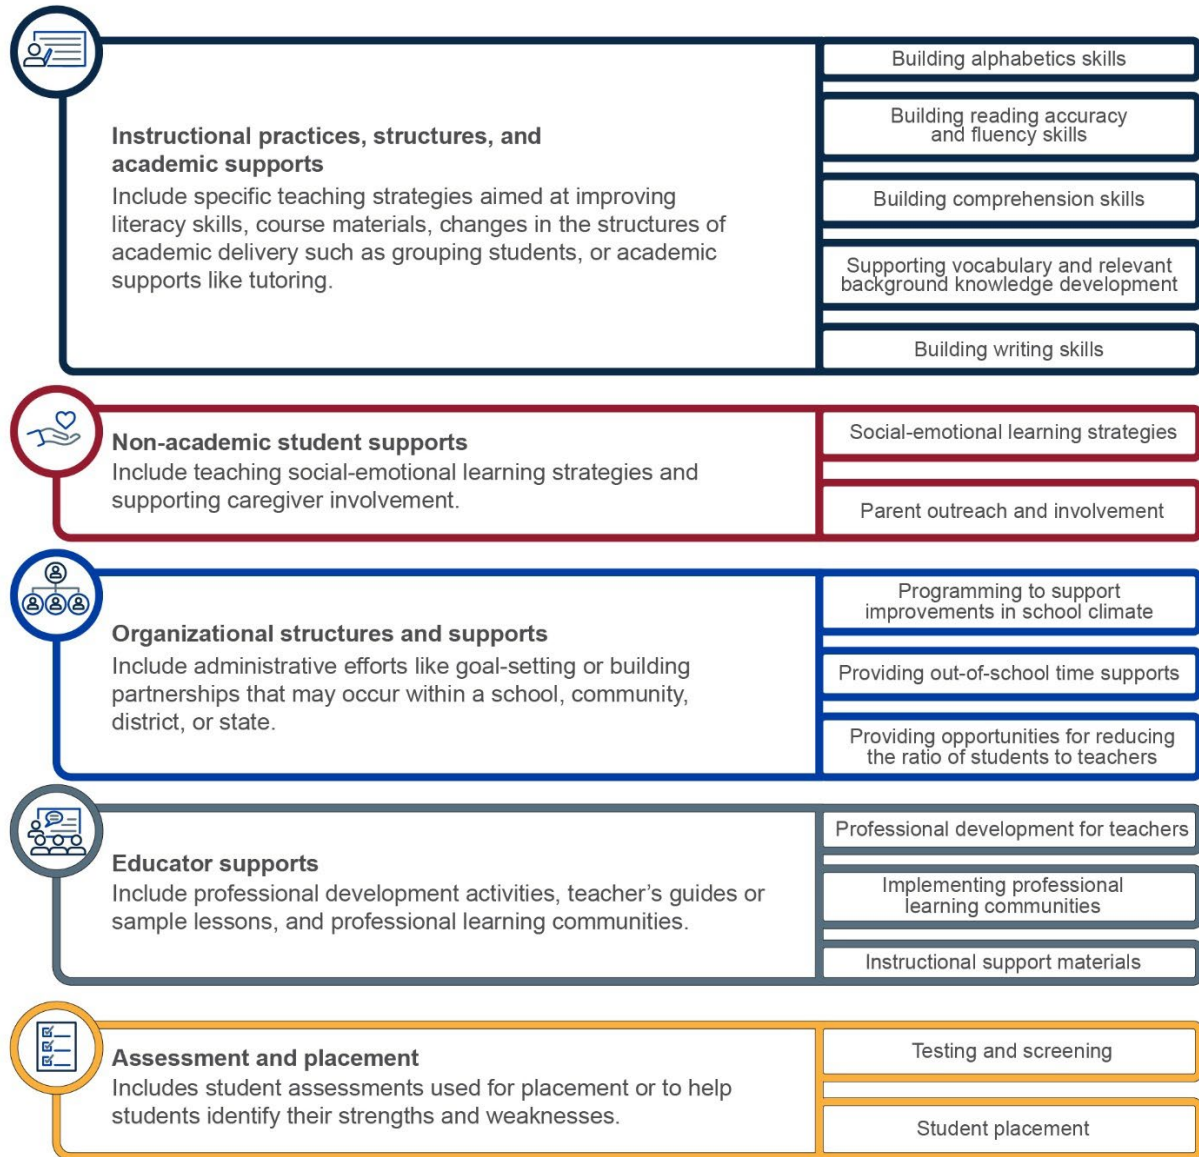 Instructional practices, structures, and
academic supports
Include specific teaching strategies aimed at improving
literacy skills, course materials, changes in the structures of
academic delivery such as grouping students, or academic
supports like tutoring.
Building alphabetics skills
Building reading accuracy
and fluency skills
Building comprehension skills
Supporting vocabulary and relevant
background knowledge development
Building writing skills
Non-academic student supports
Include teaching social-emotional learning strategies and
supporting caregiver involvement.
Social-emotional learning strategies
Parent outreach and involvement
Organizational structures and supports
Include administrative efforts like goal-setting or building
partnerships that may occur within a school, community,
district, or state.
Programming to support
improvements in school climate
Providing out-of-school time supports
Providing opportunities for reducing
the ratio of students to teachers
Educator supports
Include professional development activities, teacher’s guides or
sample lessons, and professional learning communities.
Professional development for teachers
Implementing professional
learning communities
Instructional support materials
Assessment and placement
Includes student assessments used for placement or to help
students identify their strengths and weaknesses.
Testing and screening
Student placement